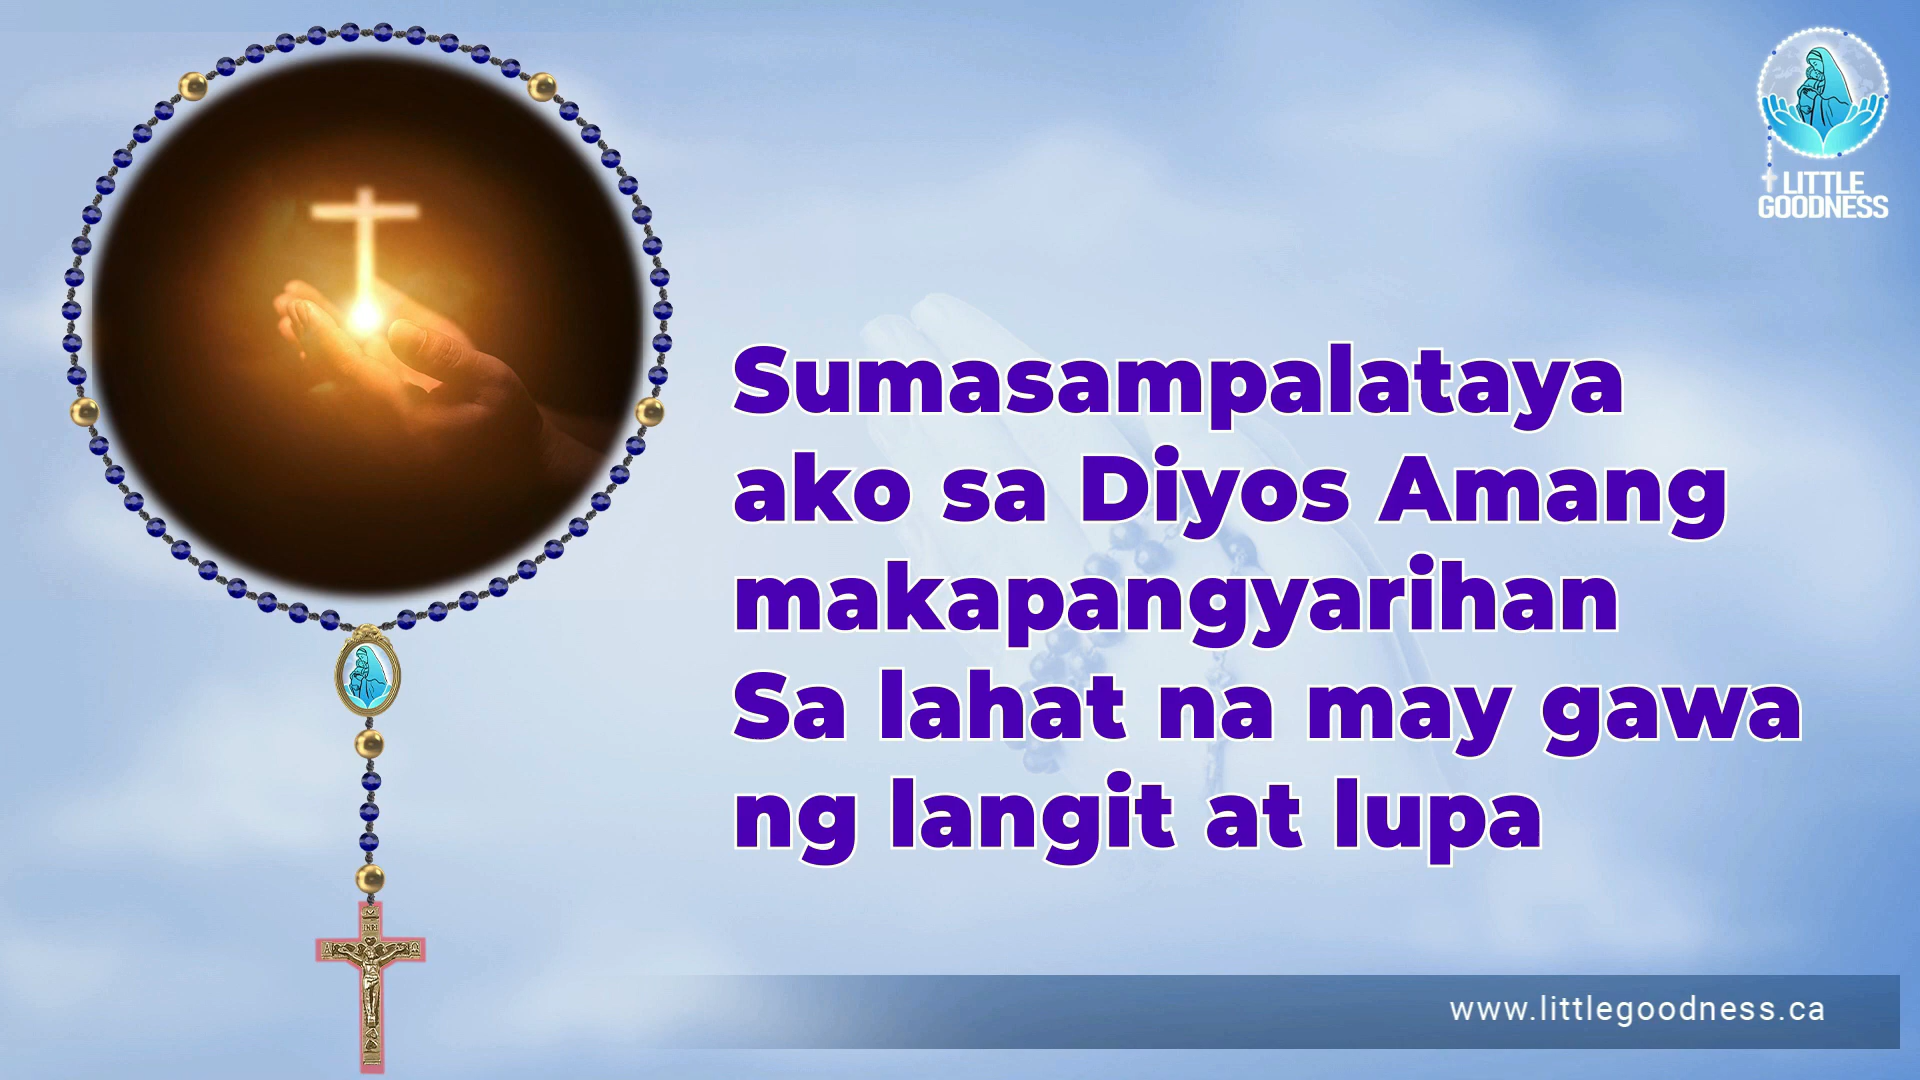 LITTLE
GOODNESS
Sumasampalataya
ako sa Diyos Amang
makapangyarihan
Sa lahat na may gawa
ng langit at lupa
INRI
www.littlegoodness.ca